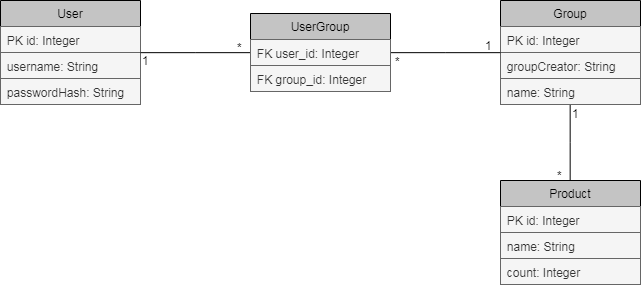 User
PK id: Integer
username: String
passwordHash: String
1
*
UserGroup
FK user_id: Integer
FK group_id: Integer
*
1
Group
PK id: Integer
groupCreator: String
name: String
1
*
Product
PK id: Integer
name: String
count: Integer